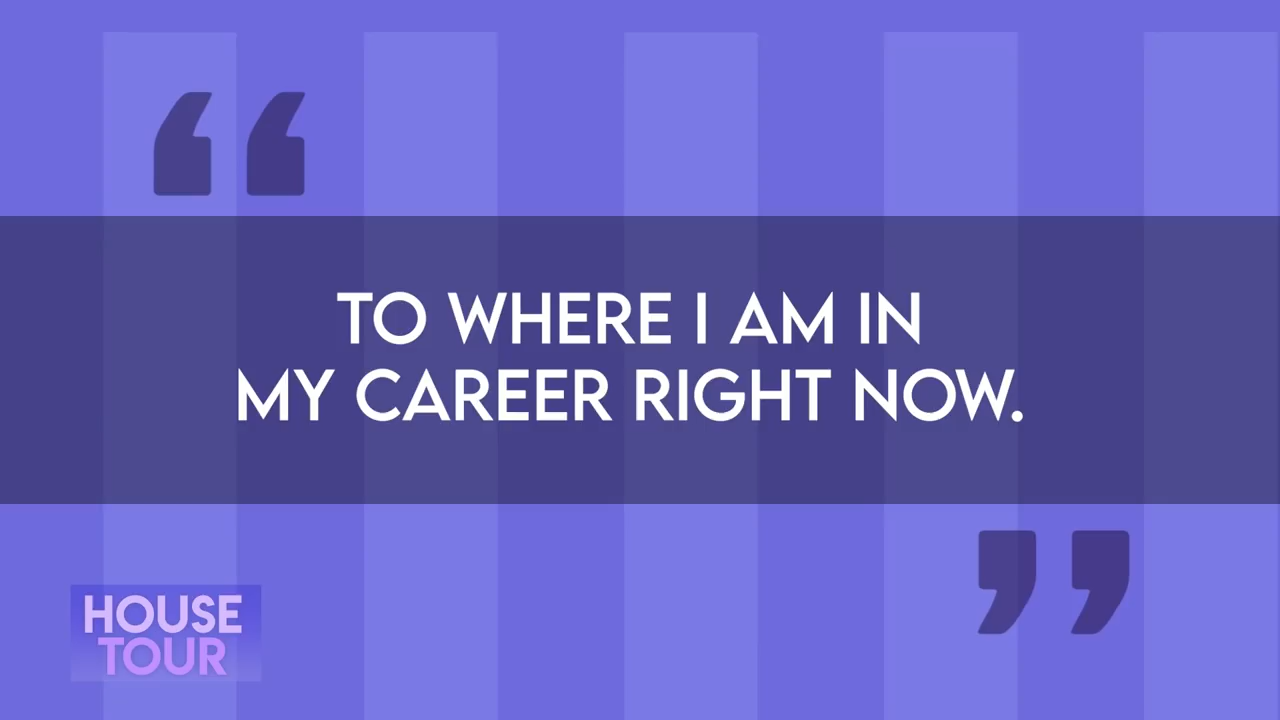 “
TO WHERE I AM IN
MY CAREER RIGHT NOW.
”
HOUSE
TOUR